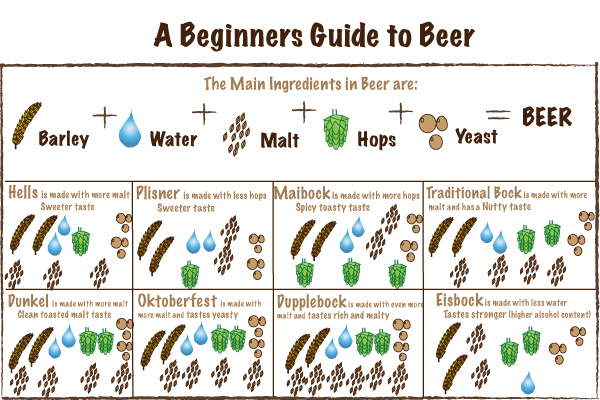 A Beginners Guide to Beer
The Main Ingredients in Beer are:
Barley + Water + Malt + Hops + Yeast = BEER
Hells is made with more malt
Sweeter taste
Plisner is made with less hops
Sweeter taste
Maibock is made with more hops
Spicy toasty taste
Traditional Bock is made with more
malt and has a Nutty taste
Dunkel is made with more malt
Clean toasted malt taste
Oktoberfest is made with
more malt and tastes yeasty
Dupplebock is made with even more
malt and tastes rich and malty
Eisbock is made with less water
Tastes stronger (higher alcohol content)